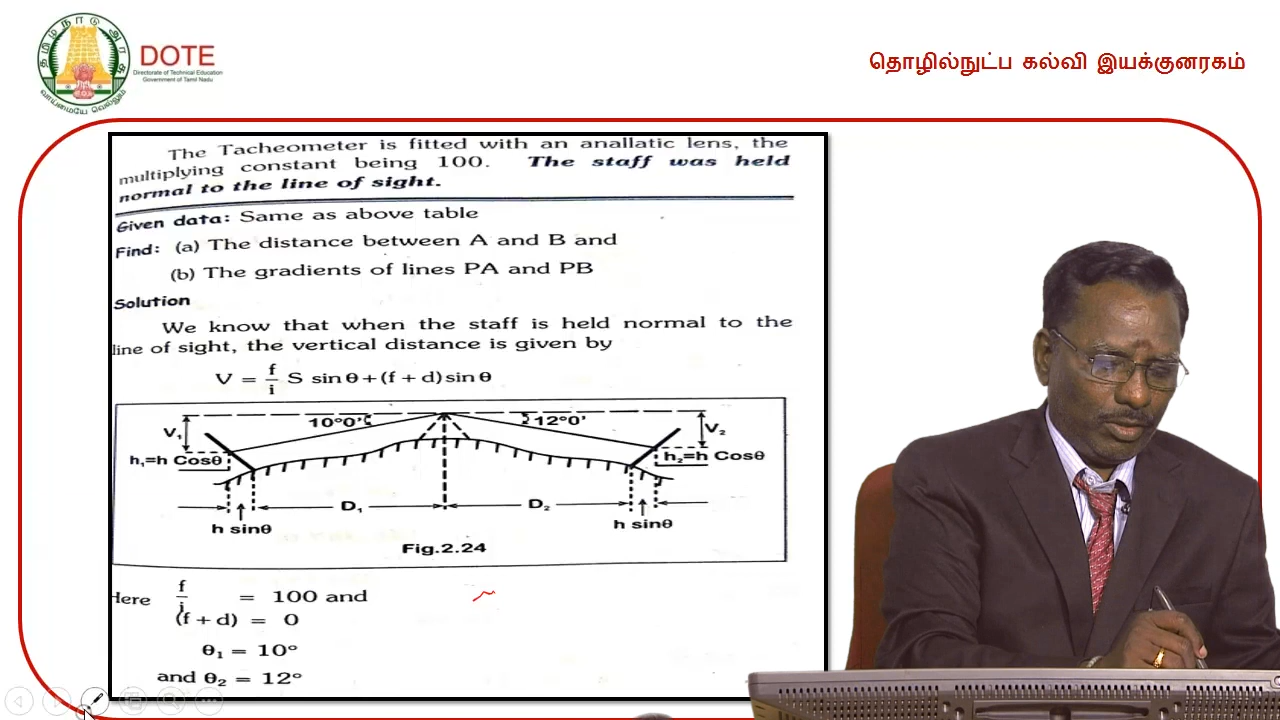 தமிழ்நாடு அரசு
வாய்மையே வெல்லும்
DOTE
Directorate of Technical Education
Government of Tamil Nadu
தொழில்நுட்ப கல்வி இயக்குனரகம்
The Tacheometer is fitted with an anallatic lens, the
multiplying constant being 100. The staff was held
normal to the line of sight.
Given data: Same as above table
Find: (a) The distance between A and B and
(b) The gradients of lines PA and PB
Solution
We know that when the staff is held normal to the
line of sight, the vertical distance is given by
V = f/i S sinθ+(f + d)sinθ
10°0' 12°0'
V₁ V₂
h₁=h Cosθ h₂=h Cosθ
D₁ D₂
h sinθ h sinθ
Fig.2.24
Here f/i = 100 and
(f + d) = 0
θ₁ = 10°
and θ₂ = 12°